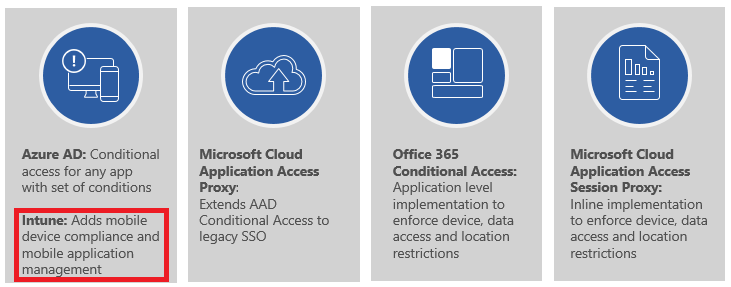 Azure AD: Conditional
access for any app
with set of conditions
Intune: Adds mobile
device compliance and
mobile application
management
Microsoft Cloud
Application Access
Proxy:
Extends AAD
Conditional Access to
legacy SSO
Office 365
Conditional Access:
Application level
implementation to
enforce device, data
access and location
restrictions
Microsoft Cloud
Application Access
Session Proxy:
Inline implementation
to enforce device, data
access and location
restrictions